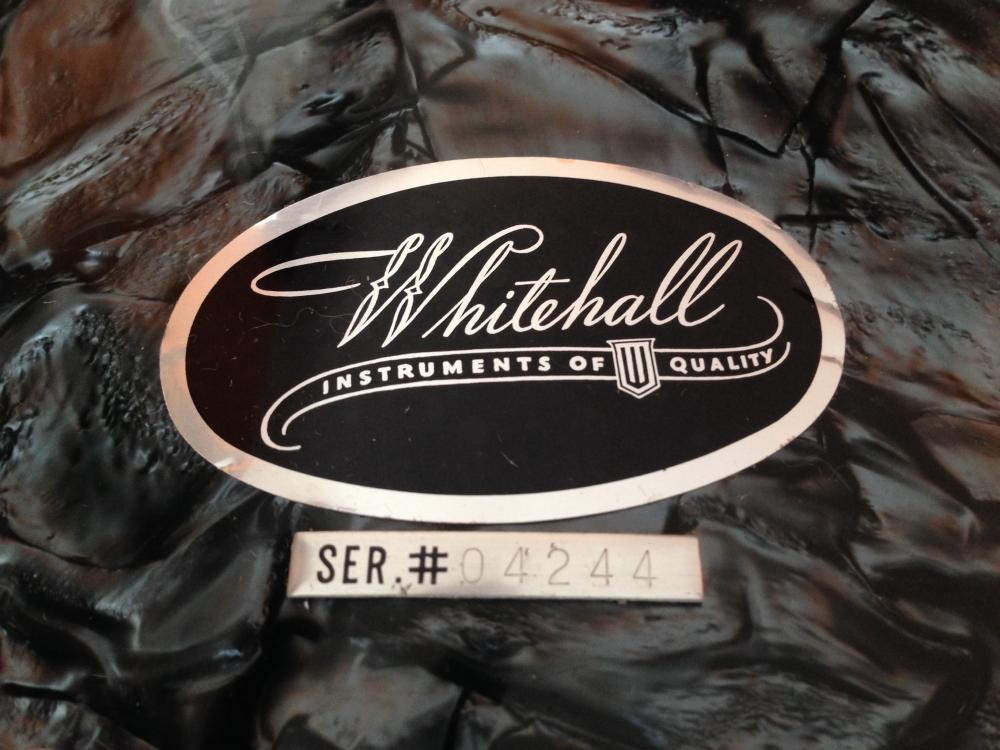 Whitehall
INSTRUMENTS OF QUALITY
SER.# 04244